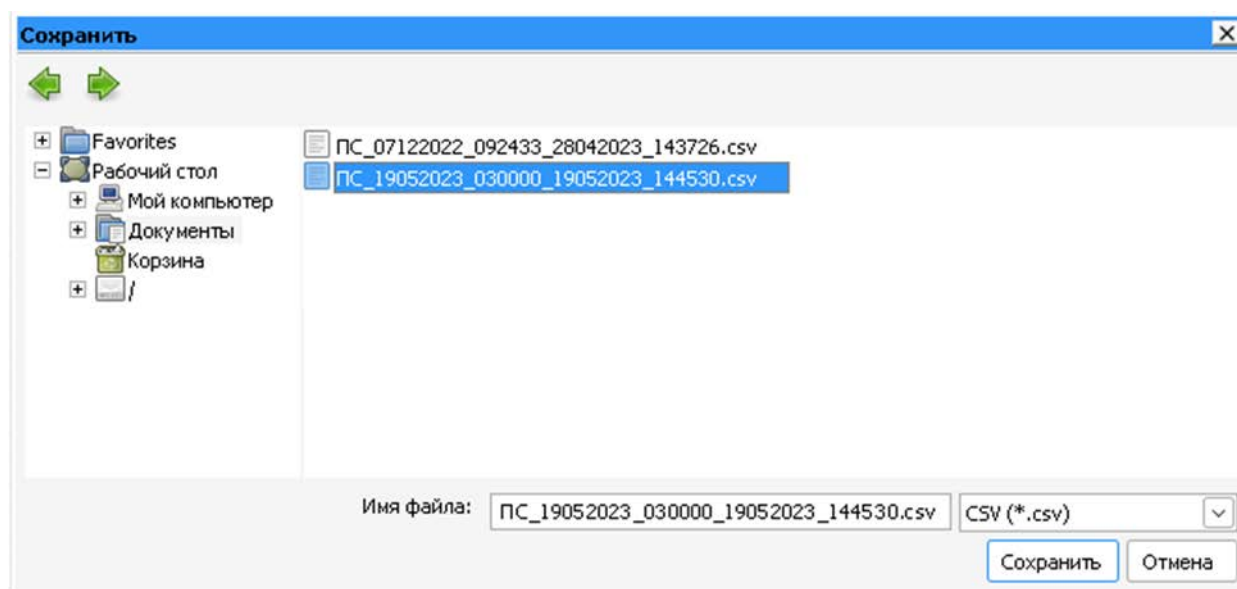 Сохранить
Favorites
Рабочий стол
Мой компьютер
Документы
Корзина
/
ПС_07122022_092433_28042023_143726.csv
ПС_19052023_030000_19052023_144530.csv
Имя файла: ПС_19052023_030000_19052023_144530.csv CSV (*.csv)
Сохранить Отмена